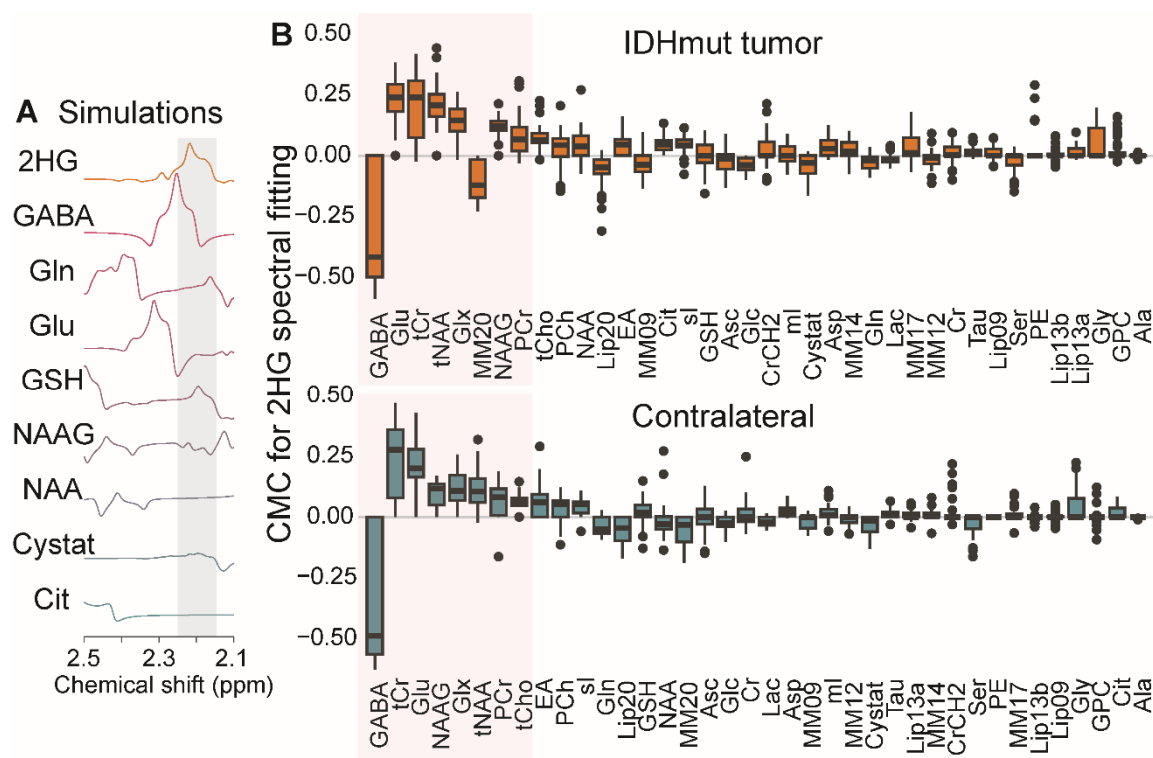 A Simulations
2HG
GABA
Gln
Glu
GSH
NAAG
NAA
Cystat
Cit
2.5 2.3 2.1
Chemical shift (ppm)
B
CMC for 2HG spectral fitting
IDHmut tumor
0.50
0.25
0.00
−0.25
−0.50
GABA Glu tCr tNAA Glx MM20 NAAG PCr tCho PCh NAA Lip20 EA MM09 Cit sI GSH Asc Glc CrCH2 mI Cystat Asp MM14 Gln Lac MM17 MM12 Cr Tau Lip09 Ser PE Lip13b Lip13a Gly GPC Ala
Contralateral
0.50
0.25
0.00
−0.25
−0.50
GABA tCr Glu NAAG Glx tNAA PCr tCho EA PCh sI Gln Lip20 GSH NAA MM20 Asc Glc Cr Lac Asp MM09 mI MM12 Cystat Tau Lip13a MM14 CrCH2 Ser PE MM17 Lip13b Lip09 Gly GPC Cit Ala